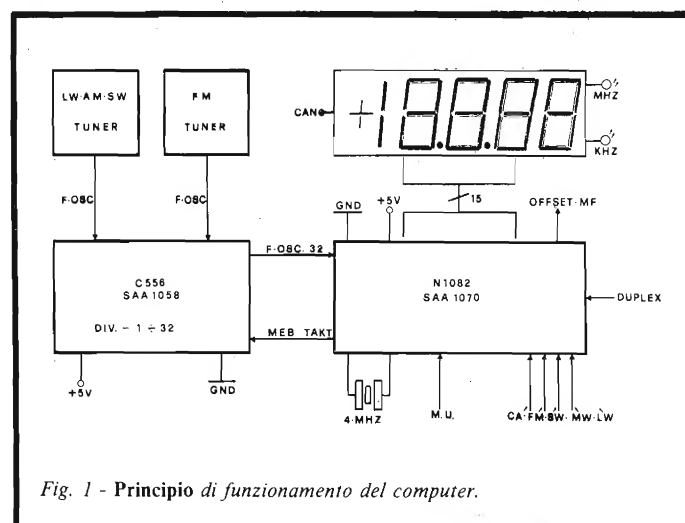 LW·AM·SW
TUNER
FM
TUNER
CAN
MHZ
KHZ
F·OSC
F·OSC
GND
+5V
15
OFFSET·MF
F·OSC. 32
C556
SAA1058
DIV. – 1 ÷ 32
N1082
SAA 1070
DUPLEX
MEB TAKT
+5V
GND
4·MHZ
M.U.
CA·FM·SW·MW·LW
Fig. 1 - Principio di funzionamento del computer.